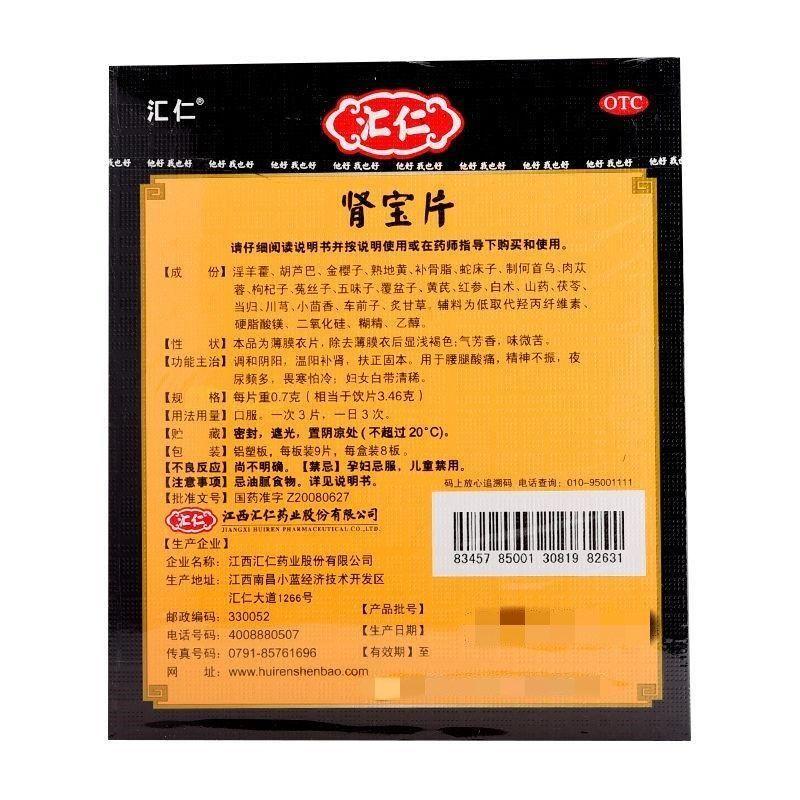 汇仁®
汇仁
OTC
我也好 他好 我也好 他好 我也好 他好 我也好 他好 我也好 他好 我也好 他好 我也好
肾宝片
请仔细阅读说明书并按说明使用或在药师指导下购买和使用。
【成 份】淫羊藿、胡芦巴、金樱子、熟地黄、补骨脂、蛇床子、制何首乌、肉苁
蓉、枸杞子、菟丝子、五味子、覆盆子、黄芪、红参、白术、山药、茯苓、
当归、川芎、小茴香、车前子、炙甘草。辅料为低取代羟丙纤维素、
硬脂酸镁、二氧化硅、糊精、乙醇。
【性 状】本品为薄膜衣片，除去薄膜衣后显浅褐色；气芳香，味微苦。
【功能主治】调和阴阳，温阳补肾，扶正固本。用于腰腿酸痛，精神不振，夜
尿频多，畏寒怕冷；妇女白带清稀。
【规 格】每片重0.7克（相当于饮片3.46克）
【用法用量】口服。一次3片，一日3次。
【贮 藏】密封，遮光，置阴凉处（不超过20°C)。
【包 装】铝塑板，每板装9片，每盒装8板。
【不良反应】尚不明确。【禁忌】孕妇忌服，儿童禁用。
【注意事项】忌油腻食物。详见说明书。
码上放心追溯码 电话查询：010-95001111
【批准文号】国药准字 Z20080627
汇仁 江西汇仁药业股份有限公司
JIANGXI HUIREN PHARMACEUTICAL CO.,LTD.
83457 85001 30819 82631
【生产企业】
企业名称：江西汇仁药业股份有限公司
生产地址：江西南昌小蓝经济技术开发区
汇仁大道1266号
邮政编码：330052
电话号码：4008880507
传真号码：0791-85761696
网 址：www.huirenshenbao.com
【产品批号】
【生产日期】
【有效期】至